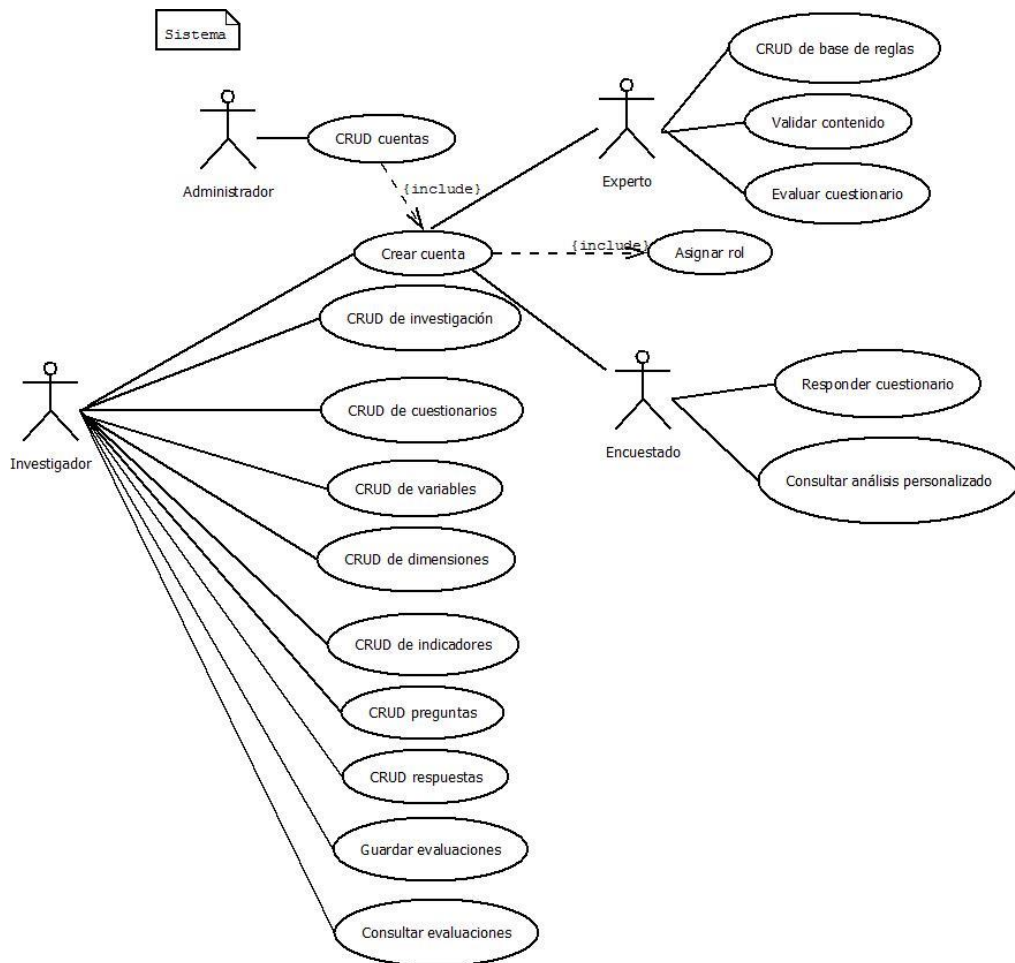 Sistema
CRUD de base de reglas
CRUD cuentas
Validar contenido
Administrador
Experto
{include}
Evaluar cuestionario
Crear cuenta
{include}
Asignar rol
CRUD de investigación
Investigador
CRUD de cuestionarios
Responder cuestionario
Encuestado
Consultar análisis personalizado
CRUD de variables
CRUD de dimensiones
CRUD de indicadores
CRUD preguntas
CRUD respuestas
Guardar evaluaciones
Consultar evaluaciones